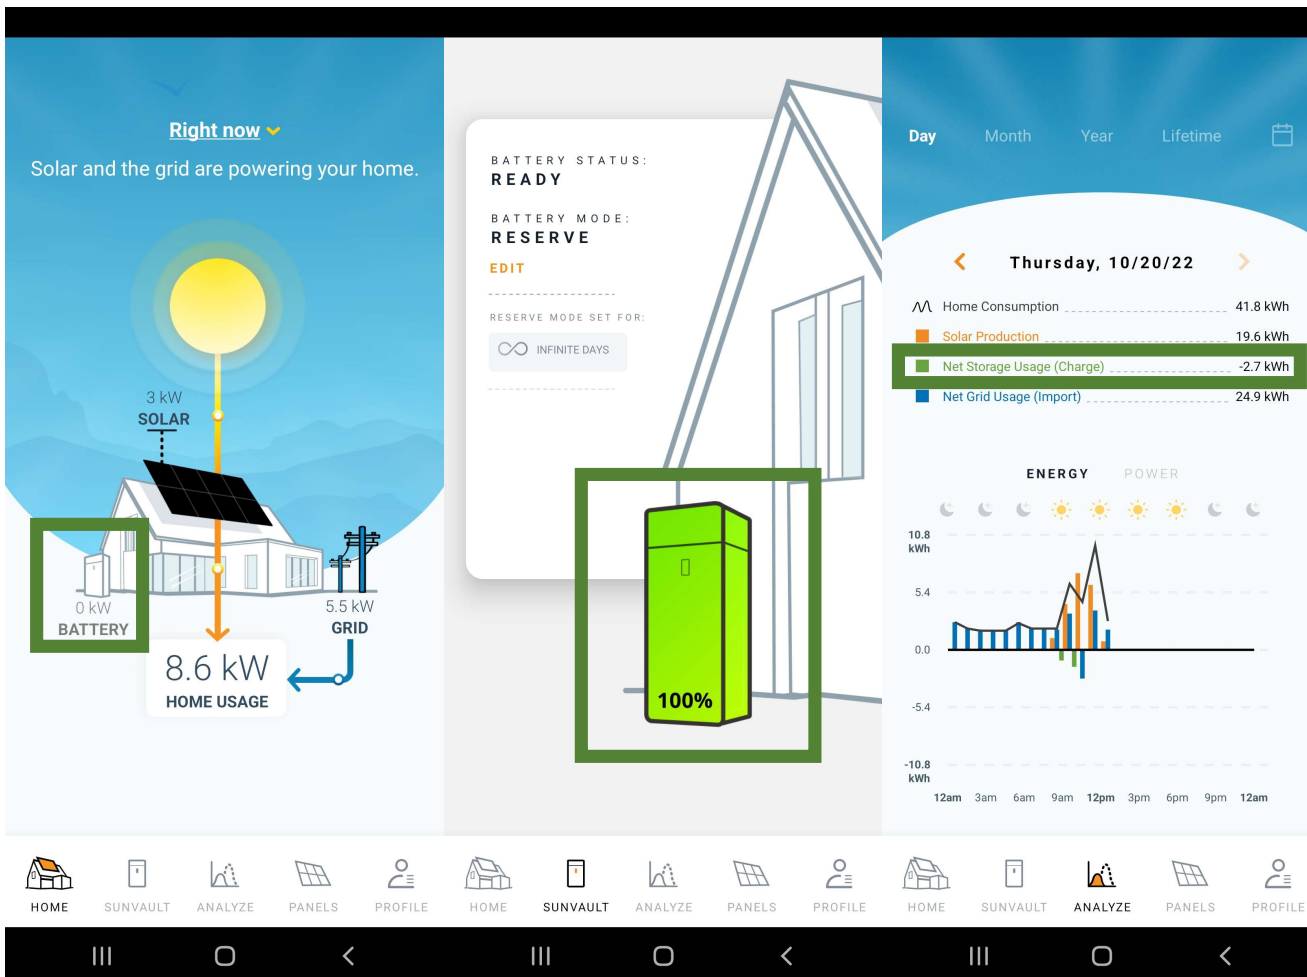 Right now
Solar and the grid are powering your home.
3 kW
SOLAR
0 kW
BATTERY
5.5 kW
GRID
8.6 kW
HOME USAGE
HOME SUNVAULT ANALYZE PANELS PROFILE
BATTERY STATUS:
READY
BATTERY MODE:
RESERVE
EDIT
RESERVE MODE SET FOR:
INFINITE DAYS
100%
HOME SUNVAULT ANALYZE PANELS PROFILE
Day Month Year Lifetime
Thursday, 10/20/22
Home Consumption 41.8 kWh
Solar Production 19.6 kWh
Net Storage Usage (Charge) -2.7 kWh
Net Grid Usage (Import) 24.9 kWh
ENERGY POWER
10.8
kWh
5.4
0.0
-5.4
-10.8
kWh
12am 3am 6am 9am 12pm 3pm 6pm 9pm 12am
HOME SUNVAULT ANALYZE PANELS PROFILE